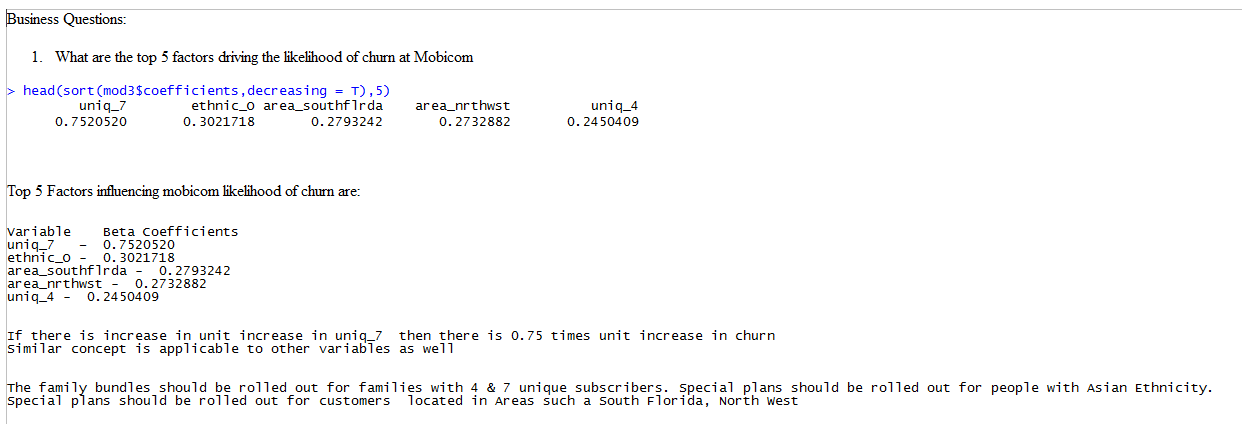 Business Questions:
1. What are the top 5 factors driving the likelihood of churn at Mobicom
> head(sort(mod3$coefficients,decreasing = T),5)
uniq_7 ethnic_O area_southflrda area_nrthwst uniq_4
0.7520520 0.3021718 0.2793242 0.2732882 0.2450409
Top 5 Factors influencing mobicom likelihood of churn are:
Variable Beta Coefficients
uniq_7 - 0.7520520
ethnic_O - 0.3021718
area_southflrda - 0.2793242
area_nrthwst - 0.2732882
uniq_4 - 0.2450409
If there is increase in unit increase in uniq_7 then there is 0.75 times unit increase in churn
Similar concept is applicable to other variables as well
The family bundles should be rolled out for families with 4 & 7 unique subscribers. Special plans should be rolled out for people with Asian Ethnicity.
Special plans should be rolled out for customers located in Areas such a South Florida, North West